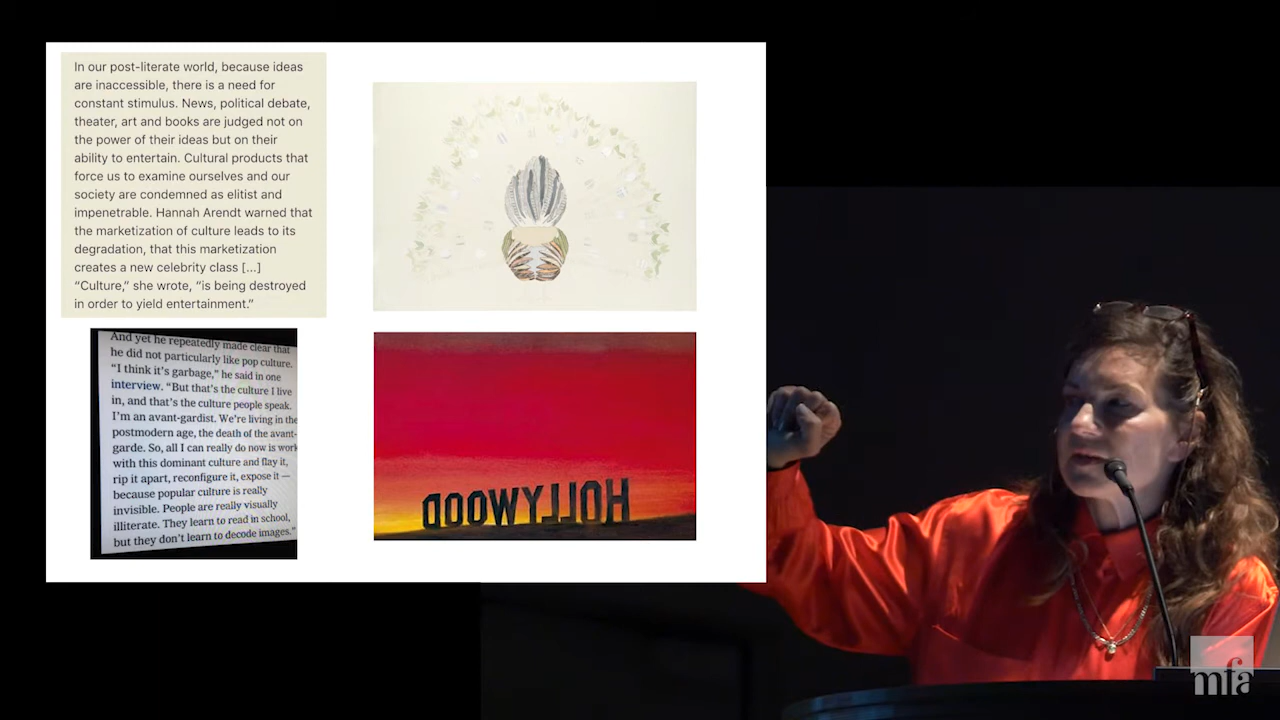 In our post-literate world, because ideas
are inaccessible, there is a need for
constant stimulus. News, political debate,
theater, art and books are judged not on
the power of their ideas but on their
ability to entertain. Cultural products that
force us to examine ourselves and our
society are condemned as elitist and
impenetrable. Hannah Arendt warned that
the marketization of culture leads to its
degradation, that this marketization
creates a new celebrity class [...]
“Culture,” she wrote, “is being destroyed
in order to yield entertainment.”
And yet he repeatedly made clear that
he did not particularly like pop culture.
“I think it’s garbage,” he said in one
interview. “But that’s the culture I live
in, and that’s the culture people speak.
I’m an avant-gardist. We’re living in the
postmodern age, the death of the avant-
garde. So, all I can really do now is work
with this dominant culture and flay it,
rip it apart, reconfigure it, expose it —
because popular culture is really
invisible. People are really visually
illiterate. They learn to read in school,
but they don’t learn to decode images.”
HOLLYWOOD
mfa